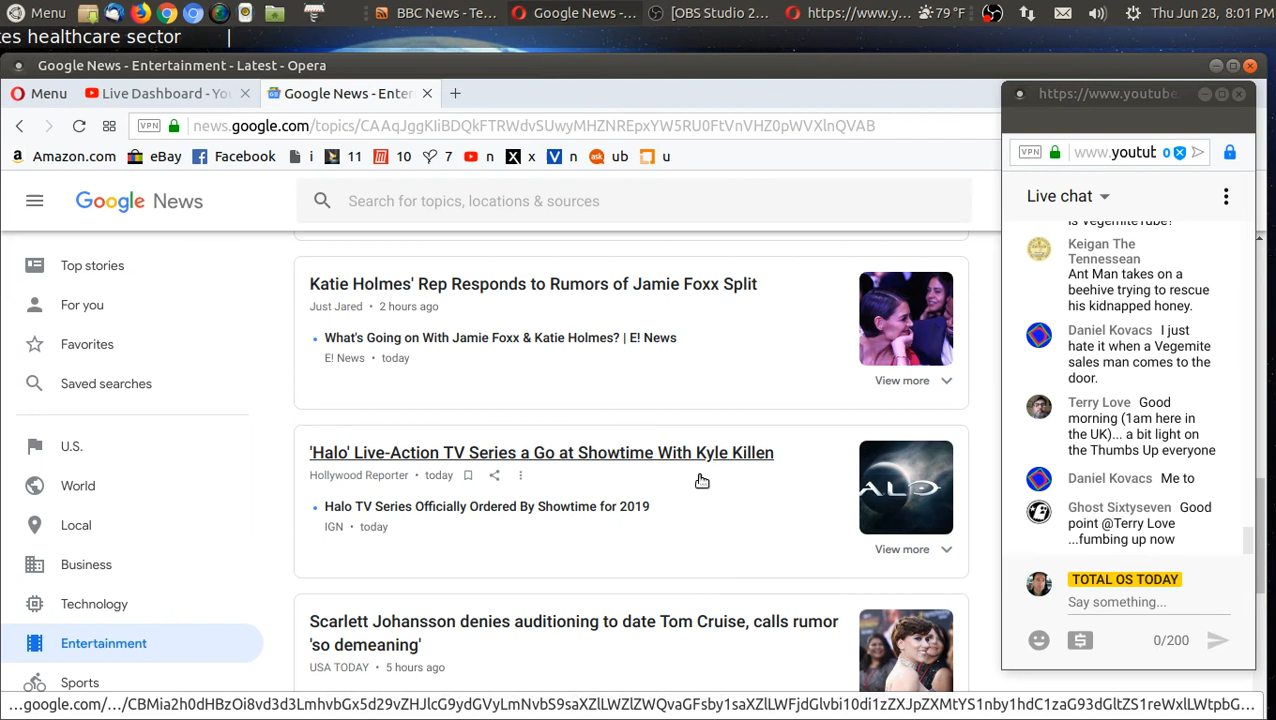 Menu
BBC News - Te...
Google News -...
[OBS Studio 2...
https://www.y...
79 °F
Thu Jun 28, 8:01 PM
kes healthcare sector |
Google News - Entertainment - Latest - Opera
Menu
Live Dashboard - Yo
Google News - Enter
https://www.youtube
VPN
news.google.com/topics/CAAqJggKIiBDQkFTRWdvSUwyMHZNREpxYW5RU0FtVnVHZ0pWVXlnQVAB
Amazon.com
eBay
Facebook
i
11
10
7
n
x
n
ub
u
VPN
www.youtub
0
Google News
Search for topics, locations & sources
Top stories
For you
Favorites
Saved searches
U.S.
World
Local
Business
Technology
Entertainment
Sports
Katie Holmes' Rep Responds to Rumors of Jamie Foxx Split
Just Jared • 2 hours ago
What's Going on With Jamie Foxx & Katie Holmes? | E! News
E! News • today
View more
'Halo' Live-Action TV Series a Go at Showtime With Kyle Killen
Hollywood Reporter • today
Halo TV Series Officially Ordered By Showtime for 2019
IGN • today
ALO
View more
Scarlett Johansson denies auditioning to date Tom Cruise, calls rumor
'so demeaning'
USA TODAY • 5 hours ago
Live chat
is VegemiteTube?
Keigan The
Tennessean
Ant Man takes on a
beehive trying to rescue
his kidnapped honey.
Daniel Kovacs I just
hate it when a Vegemite
sales man comes to the
door.
Terry Love Good
morning (1am here in
the UK)... a bit light on
the Thumbs Up everyone
Daniel Kovacs Me to
Ghost Sixtyseven Good
point @Terry Love
...fumbing up now
TOTAL OS TODAY
Say something...
0/200